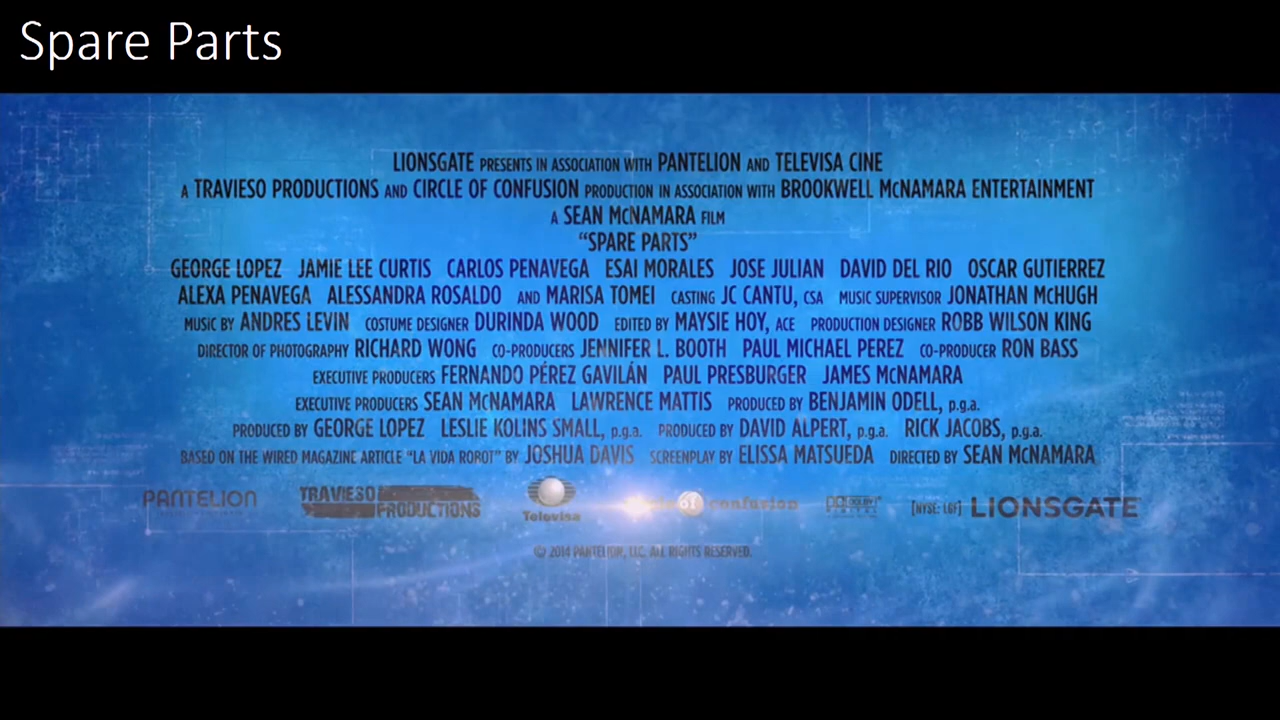 Spare Parts
LIONSGATE PRESENTS IN ASSOCIATION WITH PANTELION AND TELEVISA CINE
A TRAVIESO PRODUCTIONS AND CIRCLE OF CONFUSION PRODUCTION IN ASSOCIATION WITH BROOKWELL McNAMARA ENTERTAINMENT
A SEAN McNAMARA FILM
“SPARE PARTS”
GEORGE LOPEZ JAMIE LEE CURTIS CARLOS PENAVEGA ESAI MORALES JOSE JULIAN DAVID DEL RIO OSCAR GUTIERREZ
ALEXA PENAVEGA ALESSANDRA ROSALDO AND MARISA TOMEI CASTING JC CANTU, CSA MUSIC SUPERVISOR JONATHAN McHUGH
MUSIC BY ANDRES LEVIN COSTUME DESIGNER DURINDA WOOD EDITED BY MAYSIE HOY, ACE PRODUCTION DESIGNER ROBB WILSON KING
DIRECTOR OF PHOTOGRAPHY RICHARD WONG CO-PRODUCERS JENNIFER L. BOOTH PAUL MICHAEL PEREZ CO-PRODUCER RON BASS
EXECUTIVE PRODUCERS FERNANDO PÉREZ GAVILÁN PAUL PRESBURGER JAMES McNAMARA
EXECUTIVE PRODUCERS SEAN McNAMARA LAWRENCE MATTIS PRODUCED BY BENJAMIN ODELL, p.g.a.
PRODUCED BY GEORGE LOPEZ LESLIE KOLINS SMALL, p.g.a. PRODUCED BY DAVID ALPERT, p.g.a. RICK JACOBS, p.g.a.
BASED ON THE WIRED MAGAZINE ARTICLE “LA VIDA ROBOT” BY JOSHUA DAVIS SCREENPLAY BY ELISSA MATSUEDA DIRECTED BY SEAN McNAMARA
PANTELION TRAVIESO PRODUCTIONS Televisa of confusion DOLBY DIGITAL [NYSE: LGF] LIONSGATE
© 2014 PANTELION, LLC. ALL RIGHTS RESERVED.